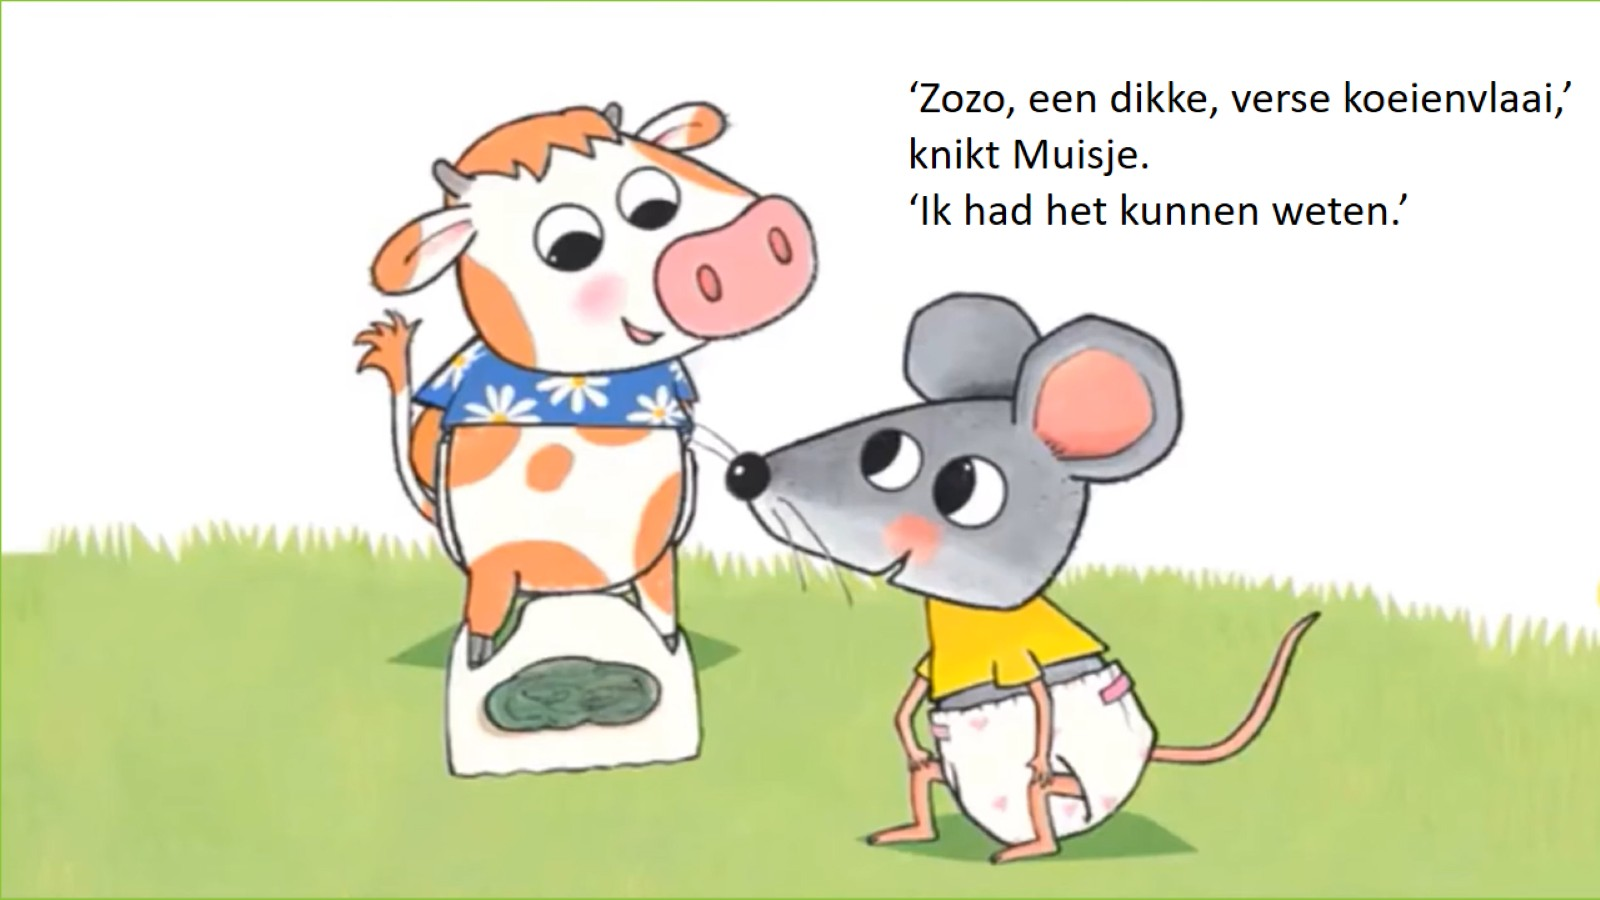 ‘Zozo, een dikke, verse koeienvlaai,’
knikt Muisje.
‘Ik had het kunnen weten.’